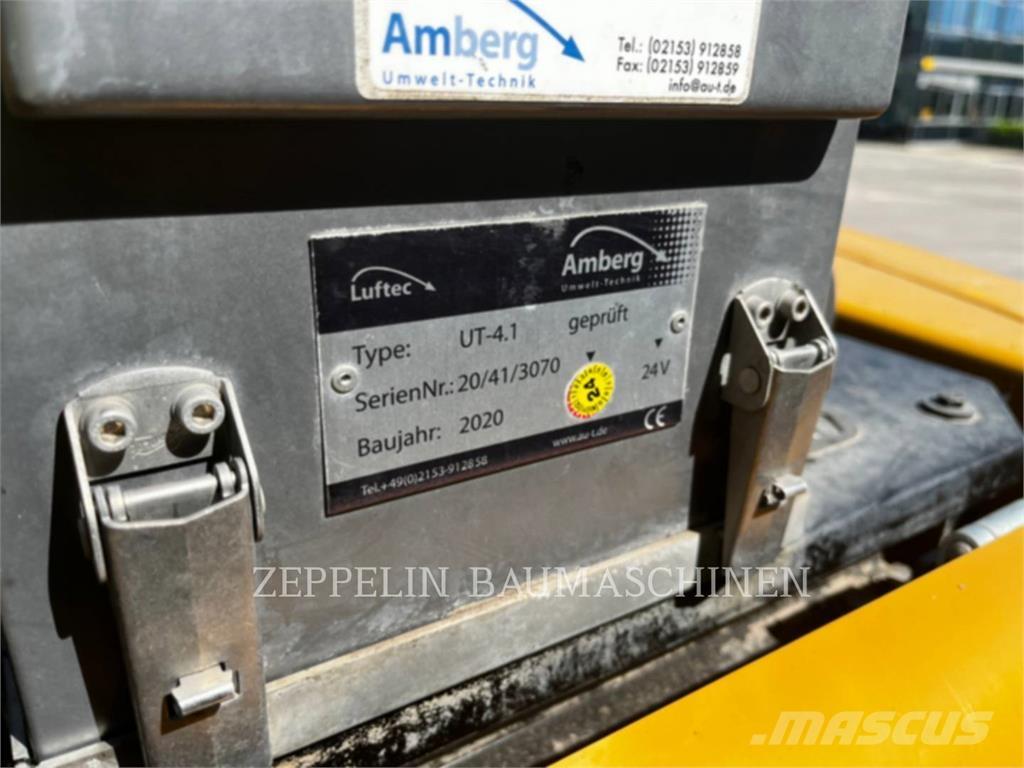 Amberg
Umwelt-Technik
Tel.: (02153) 912858
Fax: (02153) 912859
info@au-t.de
Luftec
Amberg
Umwelt-Technik
Type: UT-4.1 geprüft
SerienNr.: 20/41/3070 24V
24
Baujahr: 2020
Tel.+49(0)2153-912858 www.au-t.de CE
ZEPPELIN BAUMASCHINEN
MASCUS